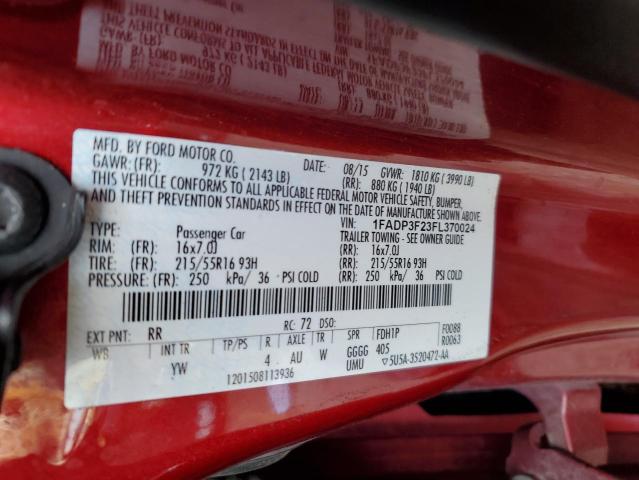 MFD. BY FORD MOTOR CO.
DATE: 08/15 GVWR: 1810 KG (3990 LB)
GAWR: (FR): 972 KG (2143 LB) (RR): 880 KG (1940 LB)
THIS VEHICLE CONFORMS TO ALL APPLICABLE FEDERAL MOTOR VEHICLE SAFETY, BUMPER,
AND THEFT PREVENTION STANDARDS IN EFFECT ON THE DATE OF MANUFACTURE SHOWN ABOVE.
VIN: 1FADP3F23FL370024
TYPE: Passenger Car TRAILER TOWING - SEE OWNER GUIDE
RIM: (FR): 16x7.0J (RR): 16x7.0J
TIRE: (FR): 215/55R16 93H (RR): 215/55R16 93H
PRESSURE: (FR): 250 kPa/ 36 PSI COLD (RR): 250 kPa/ 36 PSI COLD
EXT PNT: RR RC: 72 DSO:
WB INT TR TP/PS R AXLE TR SPR FDH1P F0088
YW 4 AU W GGGG 405 R0063
UMU ▽5U5A-3520472-AA
1201508113936